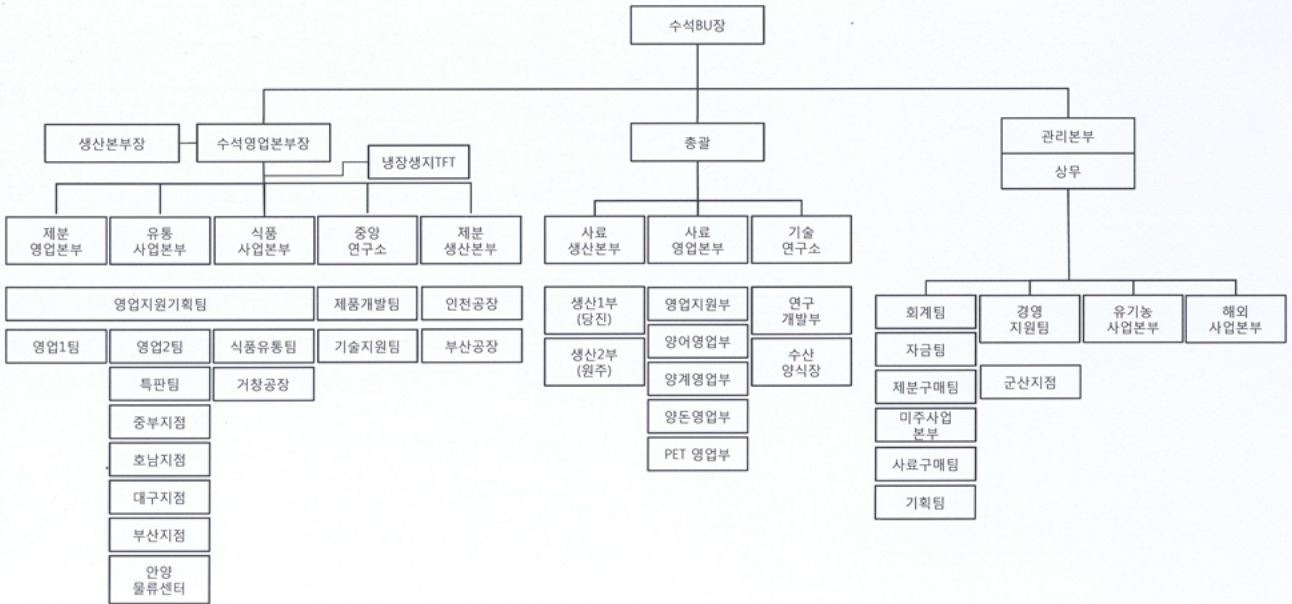 수석BU장
생산본부장
수석영업본부장
냉장생지TFT
총괄
관리본부
상무
제분
영업본부
유통
사업본부
식품
사업본부
중앙
연구소
제분
생산본부
사료
생산본부
사료
영업본부
기술
연구소
영업지원기획팀
제품개발팀
인천공장
영업1팀
영업2팀
식품유통팀
기술지원팀
부산공장
특판팀
거창공장
중부지점
호남지점
대구지점
부산지점
안양
물류센터
생산1부
(당진)
영업지원부
연구
개발부
생산2부
(원주)
양어영업부
수산
양식장
양계영업부
양돈영업부
PET 영업부
회계팀
경영
지원팀
유기농
사업본부
해외
사업본부
자금팀
제분구매팀
군산지점
미주사업
본부
사료구매팀
기획팀